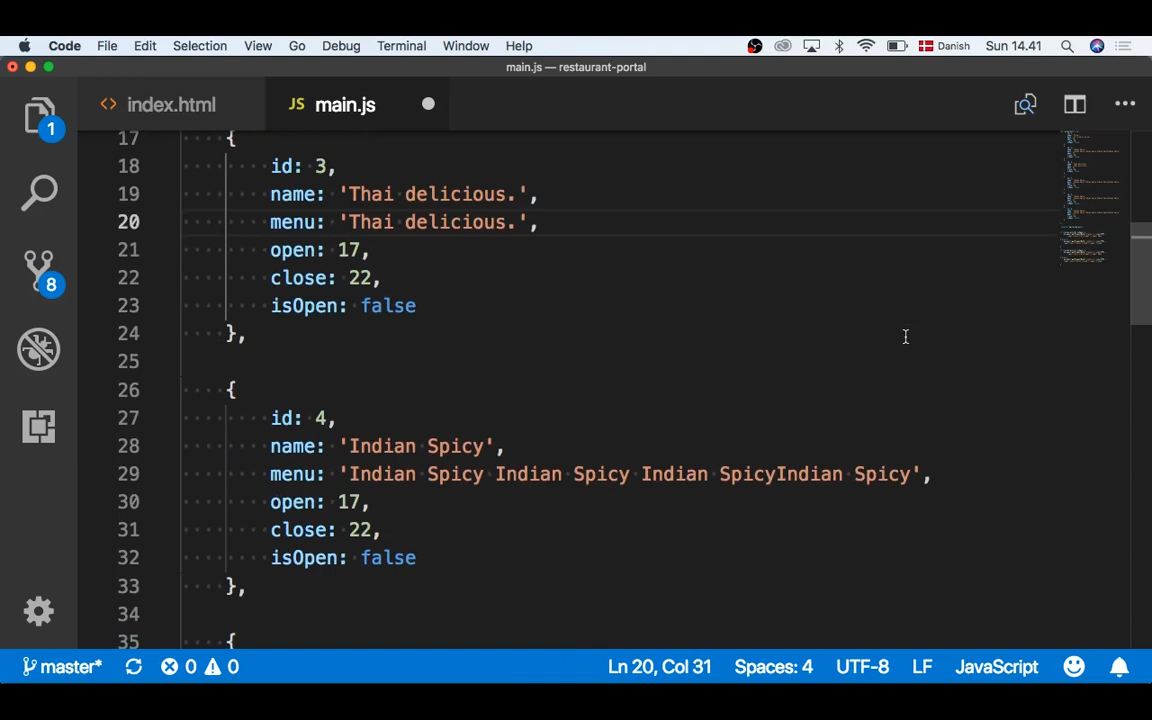 Code File Edit Selection View Go Debug Terminal Window Help Danish Sun 14.41
main.js — restaurant-portal
<> index.html JS main.js
1
8
17 {
18 id: 3,
19 name: 'Thai delicious.',
20 menu: 'Thai delicious.',
21 open: 17,
22 close: 22,
23 isOpen: false
24 },
25
26 {
27 id: 4,
28 name: 'Indian Spicy',
29 menu: 'Indian Spicy Indian Spicy Indian SpicyIndian Spicy',
30 open: 17,
31 close: 22,
32 isOpen: false
33 },
34
35 {
master* 0 0 Ln 20, Col 31 Spaces: 4 UTF-8 LF JavaScript